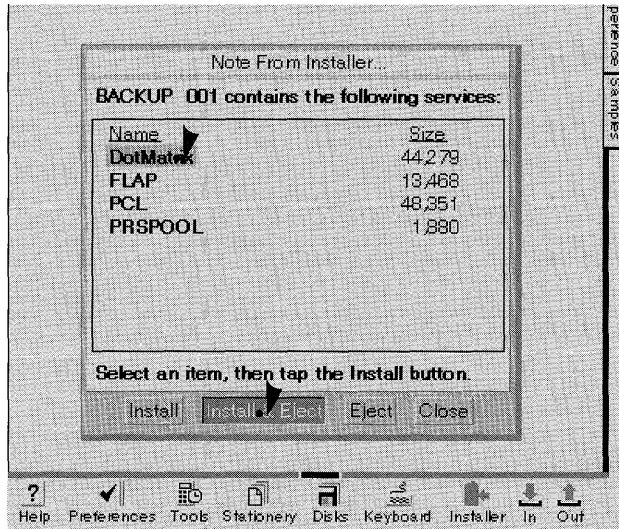 Note From Installer...
BACKUP 001 contains the following services:
Name Size
DotMatrix 44,279
FLAP 13,468
PCL 48,351
PRSPOOL 1,880
Select an item, then tap the Install button.
Install Install & Eject Eject Close
? 
Help Preferences Tools Stationery Disks Keyboard Installer In Out
perience
Samples